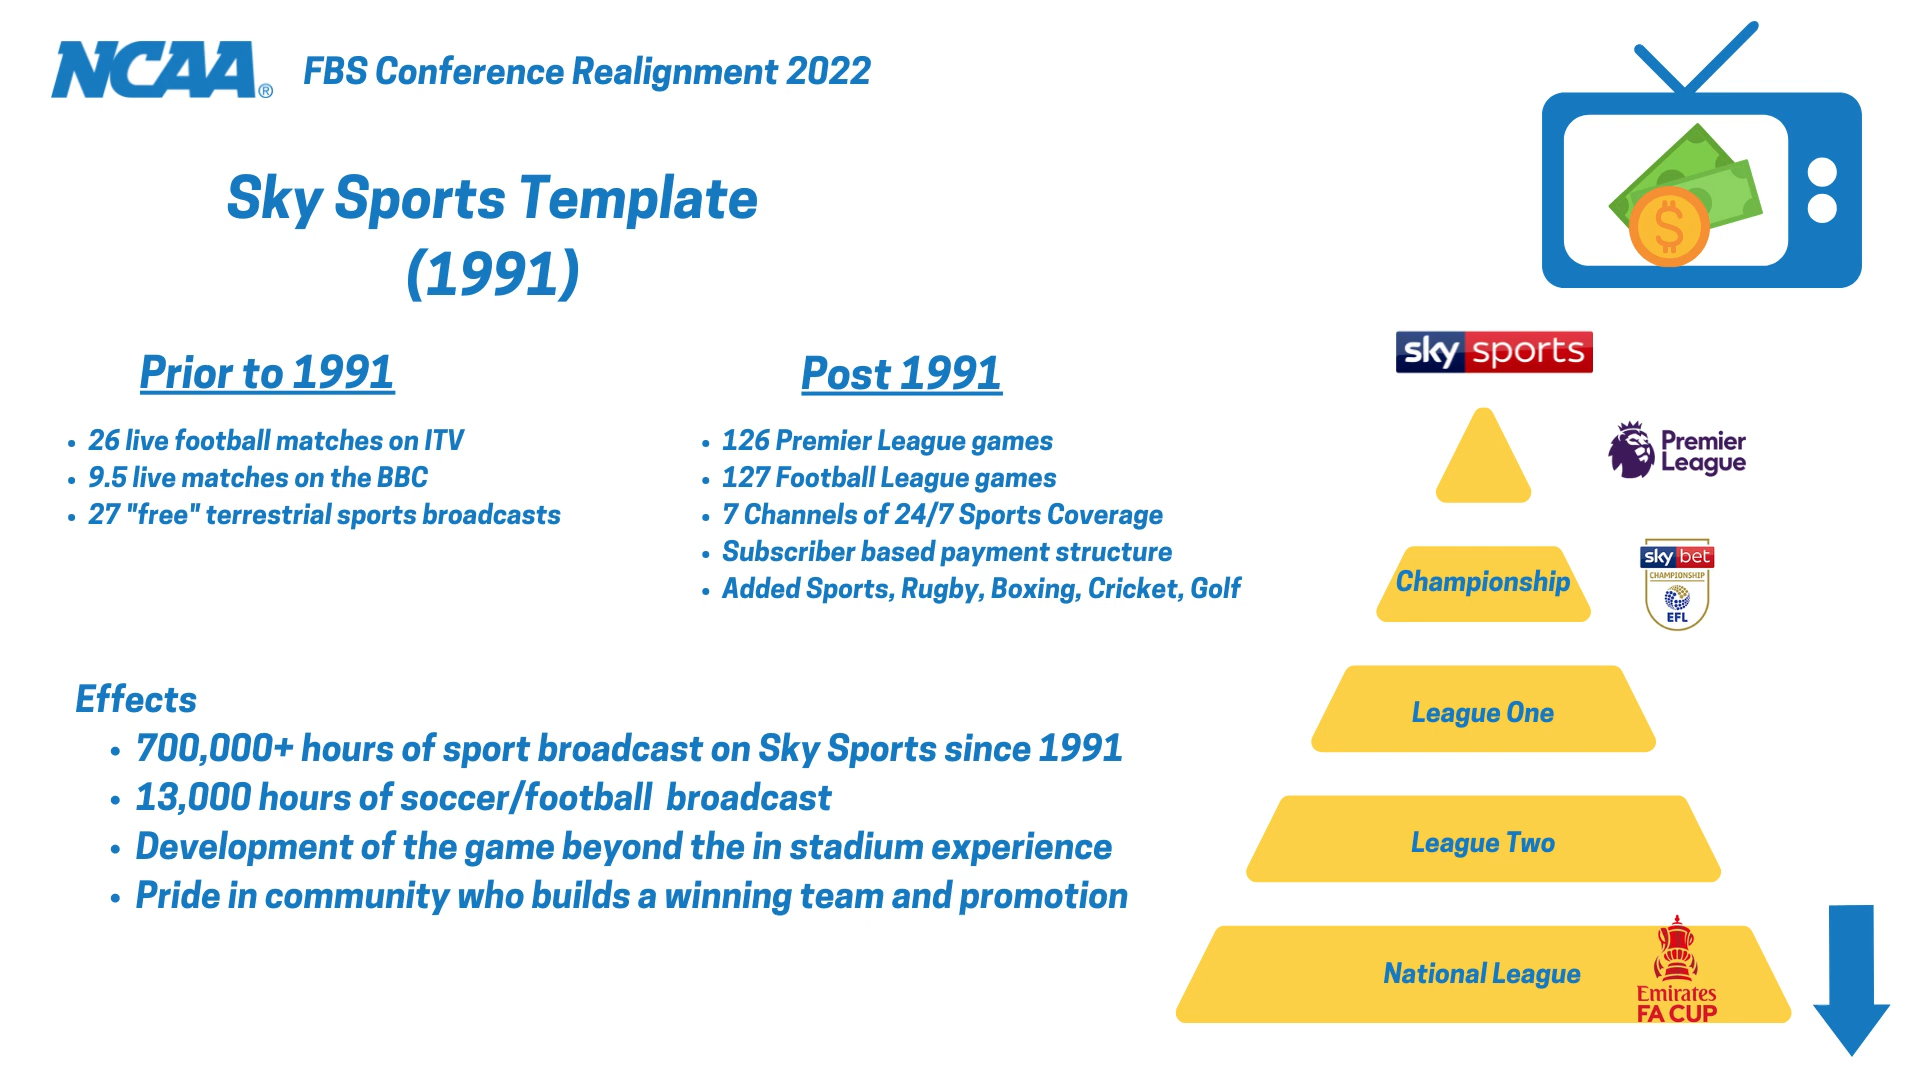 NCAA®
FBS Conference Realignment 2022
Sky Sports Template
(1991)
Prior to 1991
• 26 live football matches on ITV
• 9.5 live matches on the BBC
• 27 "free" terrestrial sports broadcasts
Post 1991
• 126 Premier League games
• 127 Football League games
• 7 Channels of 24/7 Sports Coverage
• Subscriber based payment structure
• Added Sports, Rugby, Boxing, Cricket, Golf
Effects
• 700,000+ hours of sport broadcast on Sky Sports since 1991
• 13,000 hours of soccer/football broadcast
• Development of the game beyond the in stadium experience
• Pride in community who builds a winning team and promotion
$
sky sports
Premier
League
Championship
sky bet
CHAMPIONSHIP
EFL
League One
League Two
National League
Emirates
FA CUP